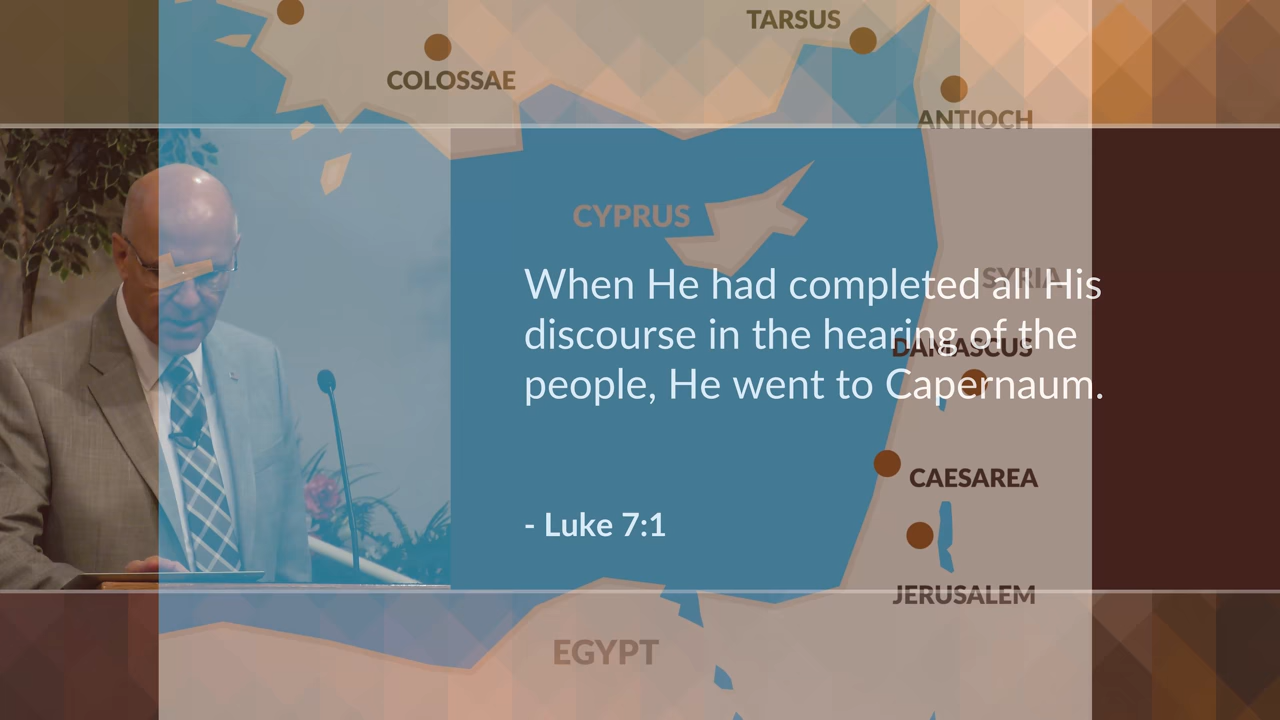 TARSUS
COLOSSAE
ANTIOCH
CYPRUS
SYRIA
When He had completed all His
discourse in the hearing of the
DAMASCUS
people, He went to Capernaum.
CAESAREA
- Luke 7:1
JERUSALEM
EGYPT